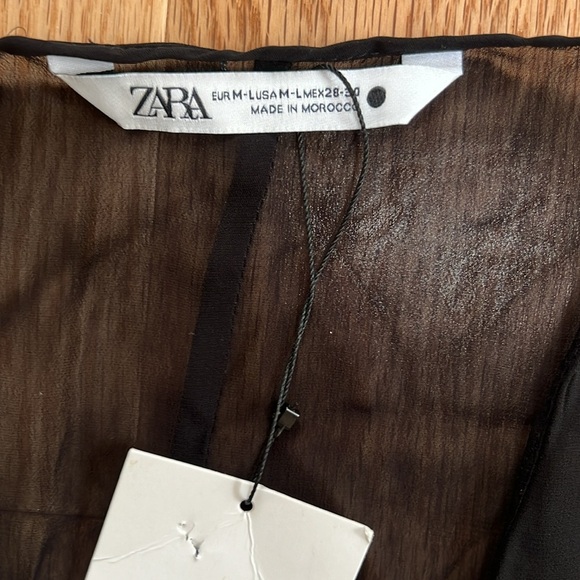 ZARA
EUR M-L USA M-L MEX 28-30
MADE IN MOROCCO